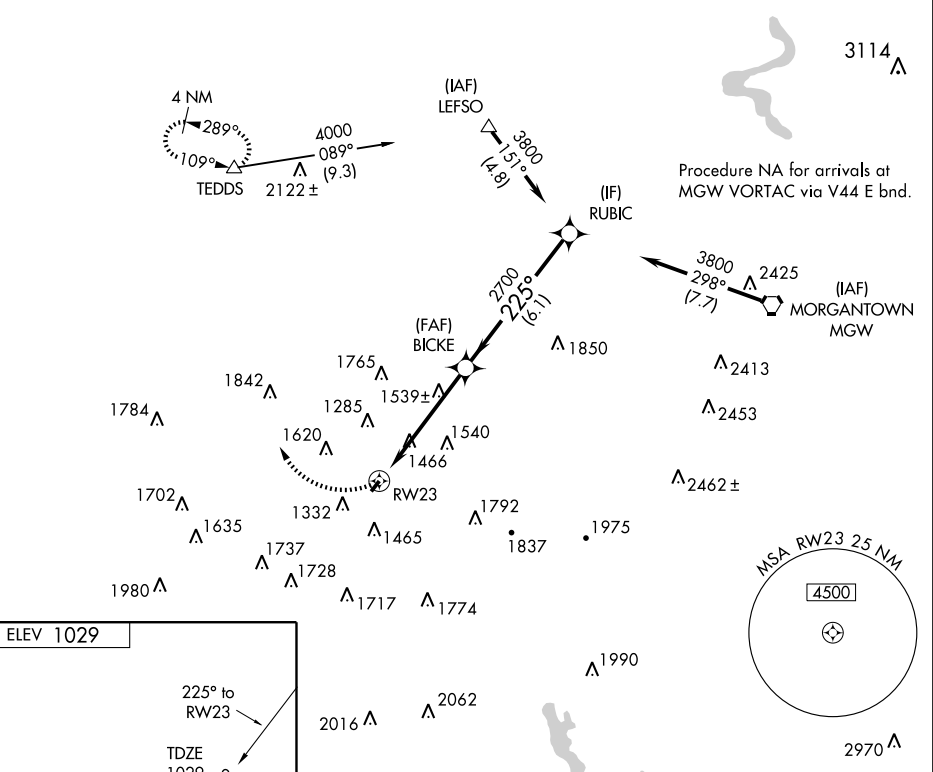 3114
(IAF)
LEFSO
4 NM
289°
109°
TEDDS
4000
089°
(9.3)
2122 ±
3800
151°
(4.8)
Procedure NA for arrivals at
MGW VORTAC via V44 E bnd.
(IF)
RUBIC
3800
298°
(7.7)
2425
(IAF)
MORGANTOWN
MGW
2700
225°
(6.1)
(FAF)
BICKE
1850
2413
1765
1842
1539±
2453
1784
1285
1620
1540
1466
2462 ±
RW23
1702
1332
1792
1635
1465
1837
1975
1737
1728
1980
1717
1774
MSA RW23 25 NM
4500
ELEV 1029
1990
225° to
RW23
2016
2062
TDZE
2970